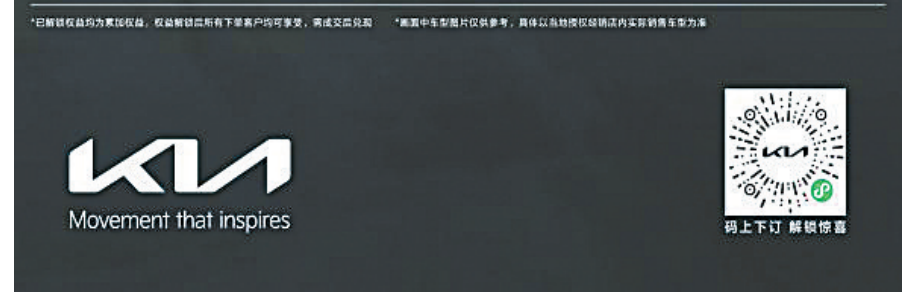 *已解锁权益均为累加权益，权益解锁后所有下单客户均可享受，需成交后兑现 *画面中车型图片仅供参考，具体以当地授权经销店内实际销售车型为准
KIA
KIA
Movement that inspires
码上下订 解锁惊喜